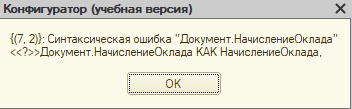 Конфигуратор (учебная версия)
{(7, 2)}: Синтаксическая ошибка "Документ.НачислениеОклада"
<<?>>Документ.НачислениеОклада КАК НачислениеОклада,
OK